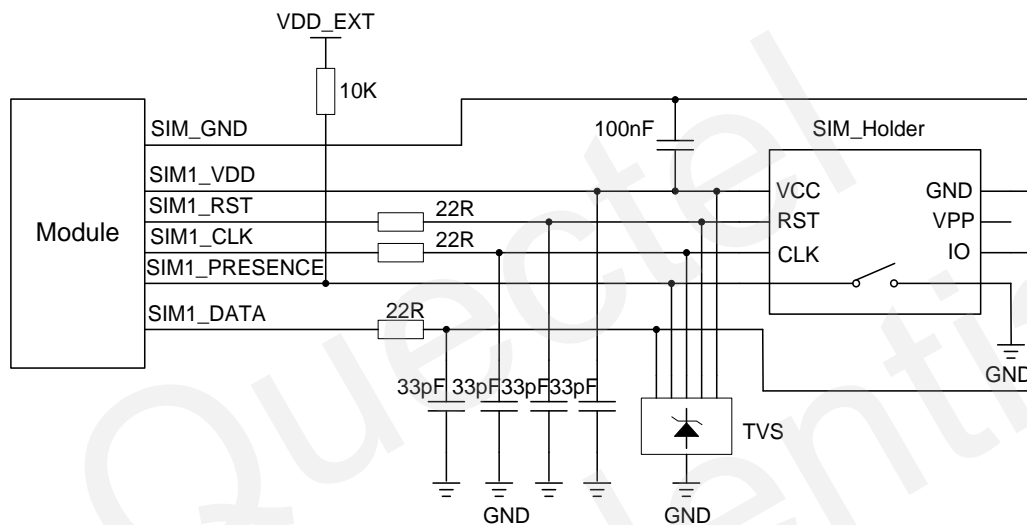 VDD_EXT
10K
SIM_GND
100nF
SIM_Holder
SIM1_VDD
VCC
GND
SIM1_RST
22R
RST
VPP
Module
SIM1_CLK
22R
CLK
IO
SIM1_PRESENCE
SIM1_DATA
22R
GND
33pF 33pF 33pF 33pF
TVS
GND
GND
Quectel